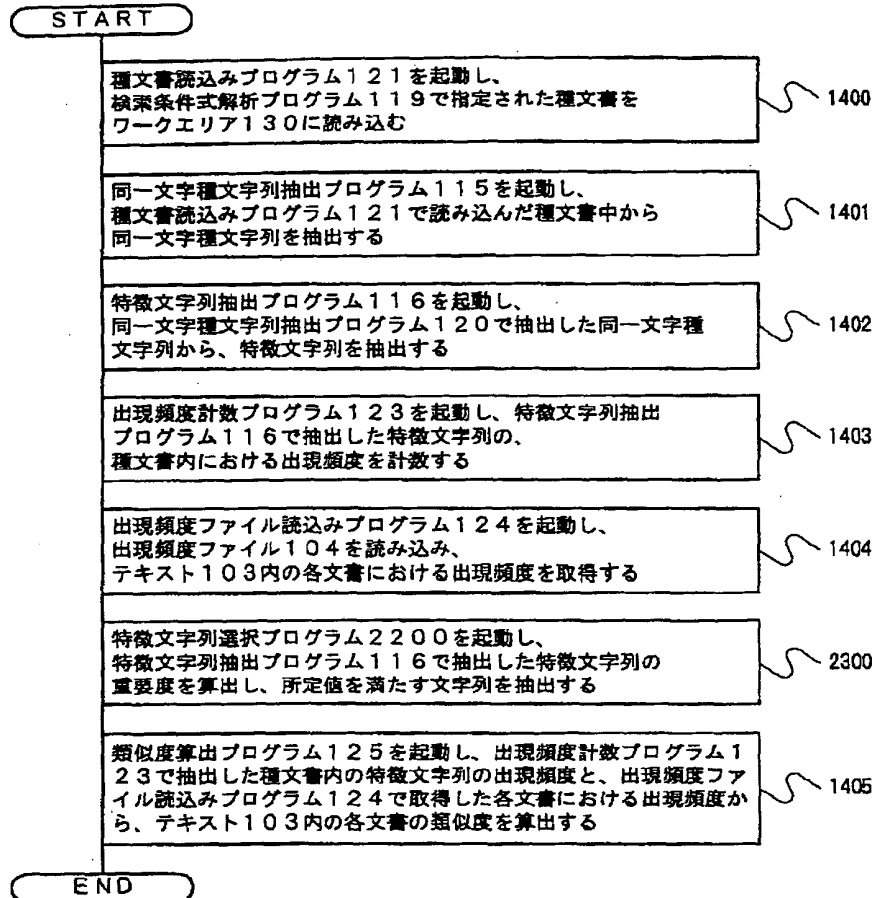 START
種文書読込みプログラム121を起動し、
検索条件式解析プログラム119で指定された種文書を
ワークエリア130に読み込む
1400
同一文字種文字列抽出プログラム115を起動し、
種文書読込みプログラム121で読み込んだ種文書中から
同一文字種文字列を抽出する
1401
特徴文字列抽出プログラム116を起動し、
同一文字種文字列抽出プログラム120で抽出した同一文字種
文字列から、特徴文字列を抽出する
1402
出現頻度計数プログラム123を起動し、特徴文字列抽出
プログラム116で抽出した特徴文字列の、
種文書内における出現頻度を計数する
1403
出現頻度ファイル読込みプログラム124を起動し、
出現頻度ファイル104を読み込み、
テキスト103内の各文書における出現頻度を取得する
1404
特徴文字列選択プログラム2200を起動し、
特徴文字列抽出プログラム116で抽出した特徴文字列の
重要度を算出し、所定値を満たす文字列を抽出する
2300
類似度算出プログラム125を起動し、出現頻度計数プログラム1
23で抽出した種文書内の特徴文字列の出現頻度と、出現頻度ファ
イル読込みプログラム124で取得した各文書における出現頻度か
ら、テキスト103内の各文書の類似度を算出する
1405
END